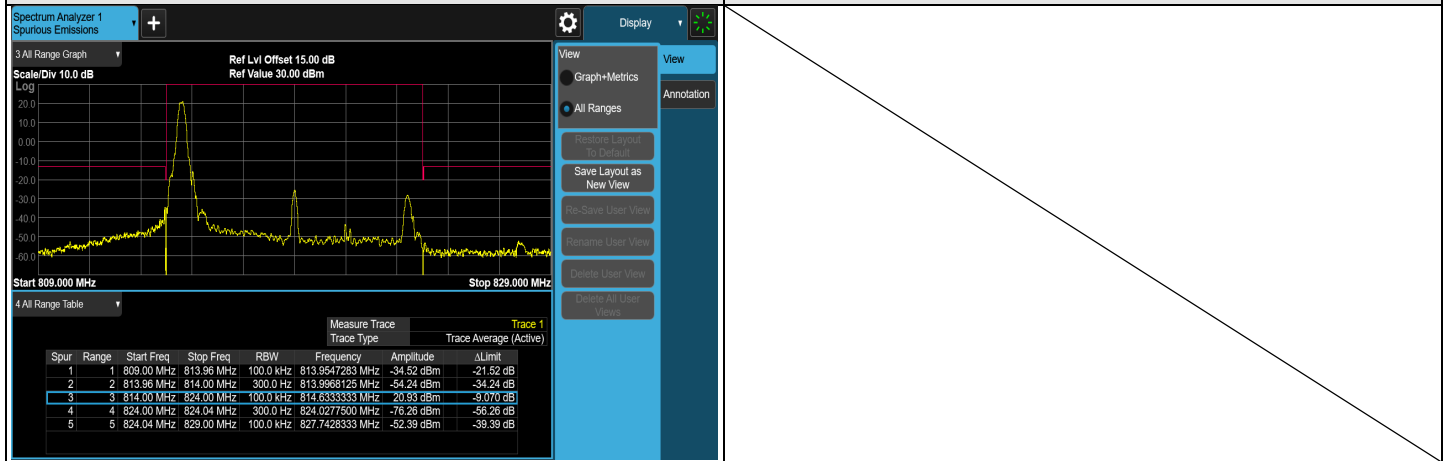 Spectrum Analyzer 1
Spurious Emissions
+
Display
3 All Range Graph
Ref Lvl Offset 15.00 dB
Scale/Div 10.0 dB
Ref Value 30.00 dBm
Log
20.0
10.0
0.00
-10.0
-20.0
-30.0
-40.0
-50.0
-60.0
Start 809.000 MHz
Stop 829.000 MHz
View
Graph+Metrics
All Ranges
Restore Layout
To Default
Save Layout as
New View
Re-Save User View
Rename User View
Delete User View
Delete All User
Views
View
Annotation
4 All Range Table
Measure Trace Trace 1
Trace Type Trace Average (Active)
Spur Range Start Freq Stop Freq RBW Frequency Amplitude ΔLimit
1 1 809.00 MHz 813.96 MHz 100.0 kHz 813.9547283 MHz -34.52 dBm -21.52 dB
2 2 813.96 MHz 814.00 MHz 300.0 Hz 813.9968125 MHz -54.24 dBm -34.24 dB
3 3 814.00 MHz 824.00 MHz 100.0 kHz 814.6333333 MHz 20.93 dBm -9.070 dB
4 4 824.00 MHz 824.04 MHz 300.0 Hz 824.0277500 MHz -76.26 dBm -56.26 dB
5 5 824.04 MHz 829.00 MHz 100.0 kHz 827.7428333 MHz -52.39 dBm -39.39 dB